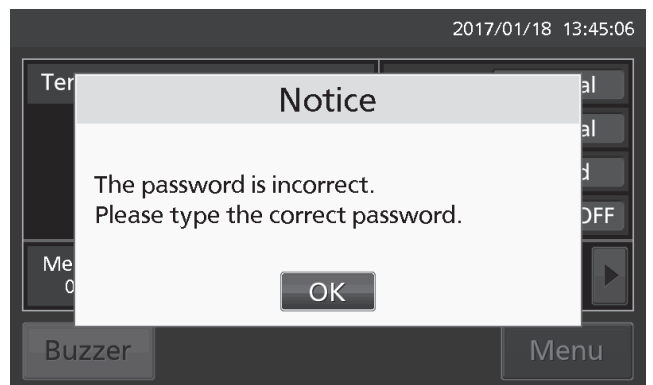 2017/01/18 13:45:06
Notice
The password is incorrect.
Please type the correct password.
OK
Buzzer
Menu